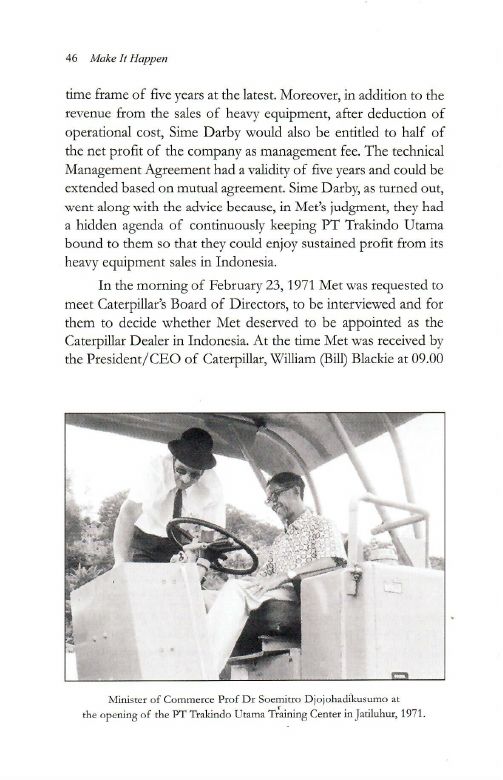 46 Make It Happen
time frame of five years at the latest. Moreover, in addition to the
revenue from the sales of heavy equipment, after deduction of
operational cost, Sime Darby would also be entitled to half of
the net profit of the company as management fee. The technical
Management Agreement had a validity of five years and could be
extended based on mutual agreement. Sime Darby, as turned out,
went along with the advice because, in Met's judgment, they had
a hidden agenda of continuously keeping PT Trakindo Utama
bound to them so that they could enjoy sustained profit from its
heavy equipment sales in Indonesia.
In the morning of February 23, 1971 Met was requested to
meet Caterpillar's Board of Directors, to be interviewed and for
them to decide whether Met deserved to be appointed as the
Caterpillar Dealer in Indonesia. At the time Met was received by
the President/CEO of Caterpillar, William (Bill) Blackie at 09.00
Minister of Commerce Prof Dr Soemitro Djojohadikusumo at
the opening of the PT Trakindo Utama Training Center in Jatiluhur, 1971.